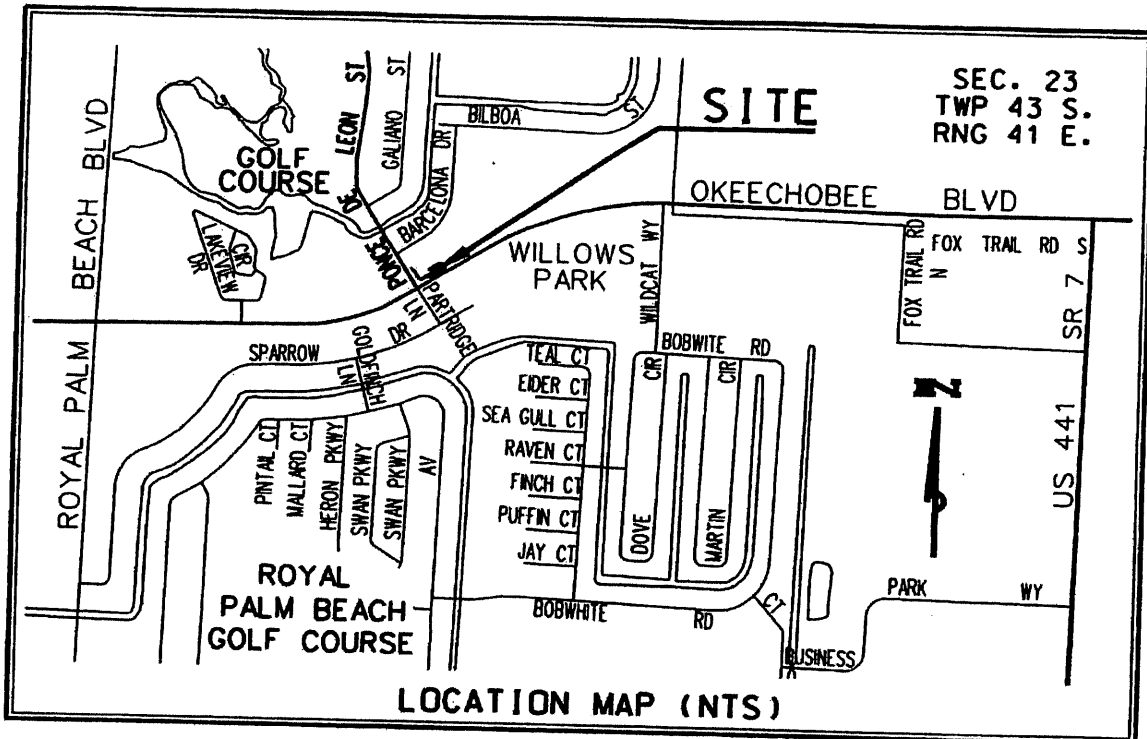 SEC. 23
TWP 43 S.
RNG 41 E.
SITE
ROYAL PALM BEACH BLVD
GOLF
COURSE
PONCE DE LEON ST
GALIANO ST
BARCELONA DR
BILBOA ST
OKEECHOBEE BLVD
LAKEVIEW
DR
CIR
WILLOWS
PARK
WILDCAT WY
FOX TRAIL RD
N
FOX TRAIL RD S
US 441 SR 7
PARTRIDGE
LN
SPARROW DR
GOLDFINCH
LN
BOBWITE RD
TEAL CT
EIDER CT
SEA GULL CT
RAVEN CT
FINCH CT
PUFFIN CT
JAY CT
DOVE CIR
MARTIN CIR
PINTAIL CT
MALLARD CT
HERON PKWY
SWAN PKWY
SWAN PKWY
AV
N
ROYAL
PALM BEACH
GOLF COURSE
BOBWHITE RD
CT
BUSINESS PARK WY
LOCATION MAP (NTS)